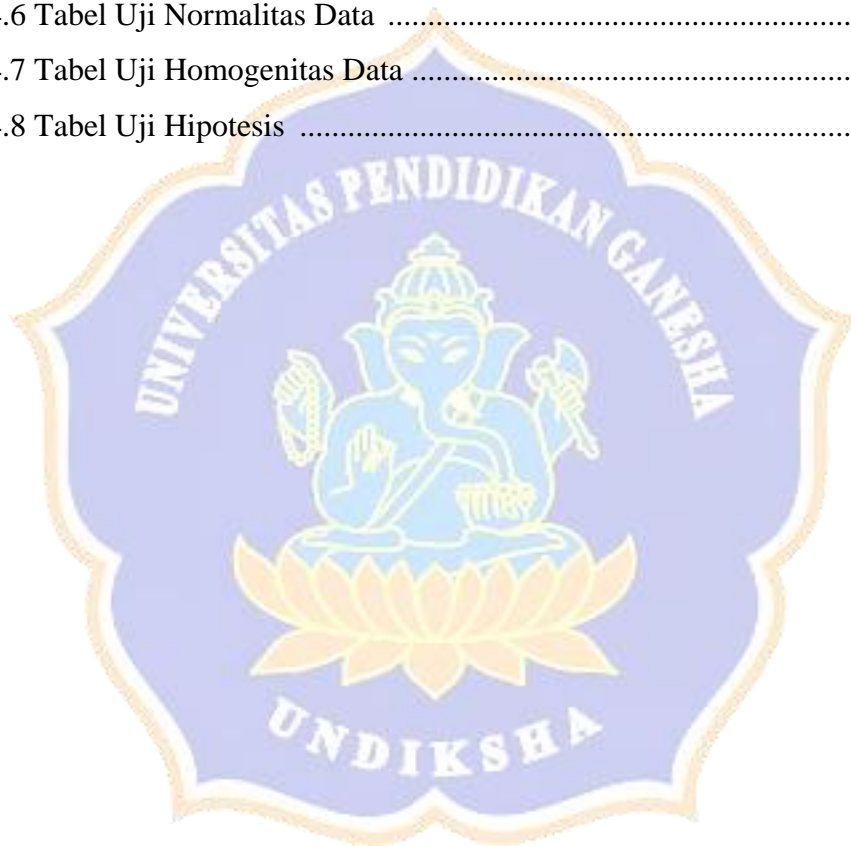 .6 Tabel Uji Normalitas Data ..........................................................
.7 Tabel Uji Homogenitas Data .......................................................
.8 Tabel Uji Hipotesis .....................................................................
UNIVERSITAS PENDIDIKAN GANESHA
UNDIKSHA